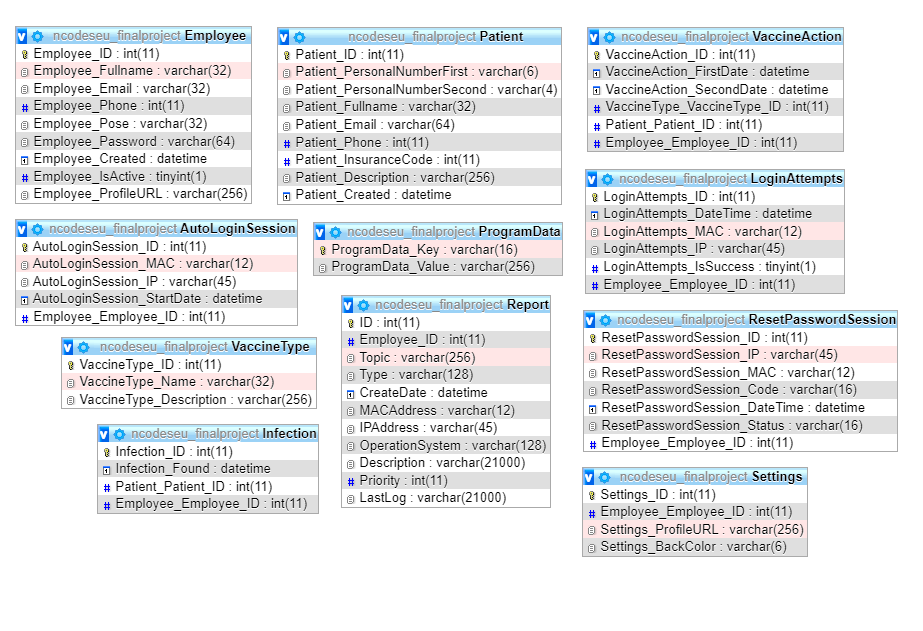 ncodeseu_finalproject Employee
Employee_ID : int(11)
Employee_Fullname : varchar(32)
Employee_Email : varchar(32)
Employee_Phone : int(11)
Employee_Pose : varchar(32)
Employee_Password : varchar(64)
Employee_Created : datetime
Employee_IsActive : tinyint(1)
Employee_ProfileURL : varchar(256)
ncodeseu_finalproject Patient
Patient_ID : int(11)
Patient_PersonalNumberFirst : varchar(6)
Patient_PersonalNumberSecond : varchar(4)
Patient_Fullname : varchar(32)
Patient_Email : varchar(64)
Patient_Phone : int(11)
Patient_InsuranceCode : int(11)
Patient_Description : varchar(256)
Patient_Created : datetime
ncodeseu_finalproject VaccineAction
VaccineAction_ID : int(11)
VaccineAction_FirstDate : datetime
VaccineAction_SecondDate : datetime
VaccineType_VaccineType_ID : int(11)
Patient_Patient_ID : int(11)
Employee_Employee_ID : int(11)
ncodeseu_finalproject LoginAttempts
LoginAttempts_ID : int(11)
LoginAttempts_DateTime : datetime
LoginAttempts_MAC : varchar(12)
LoginAttempts_IP : varchar(45)
LoginAttempts_IsSuccess : tinyint(1)
Employee_Employee_ID : int(11)
ncodeseu_finalproject AutoLoginSession
AutoLoginSession_ID : int(11)
AutoLoginSession_MAC : varchar(12)
AutoLoginSession_IP : varchar(45)
AutoLoginSession_StartDate : datetime
Employee_Employee_ID : int(11)
ncodeseu_finalproject ProgramData
ProgramData_Key : varchar(16)
ProgramData_Value : varchar(256)
ncodeseu_finalproject Report
ID : int(11)
Employee_ID : int(11)
Topic : varchar(256)
Type : varchar(128)
CreateDate : datetime
MACAddress : varchar(12)
IPAddress : varchar(45)
OperationSystem : varchar(128)
Description : varchar(21000)
Priority : int(11)
LastLog : varchar(21000)
ncodeseu_finalproject ResetPasswordSession
ResetPasswordSession_ID : int(11)
ResetPasswordSession_IP : varchar(45)
ResetPasswordSession_MAC : varchar(12)
ResetPasswordSession_Code : varchar(16)
ResetPasswordSession_DateTime : datetime
ResetPasswordSession_Status : varchar(16)
Employee_Employee_ID : int(11)
ncodeseu_finalproject VaccineType
VaccineType_ID : int(11)
VaccineType_Name : varchar(32)
VaccineType_Description : varchar(256)
ncodeseu_finalproject Infection
Infection_ID : int(11)
Infection_Found : datetime
Patient_Patient_ID : int(11)
Employee_Employee_ID : int(11)
ncodeseu_finalproject Settings
Settings_ID : int(11)
Employee_Employee_ID : int(11)
Settings_ProfileURL : varchar(256)
Settings_BackColor : varchar(6)